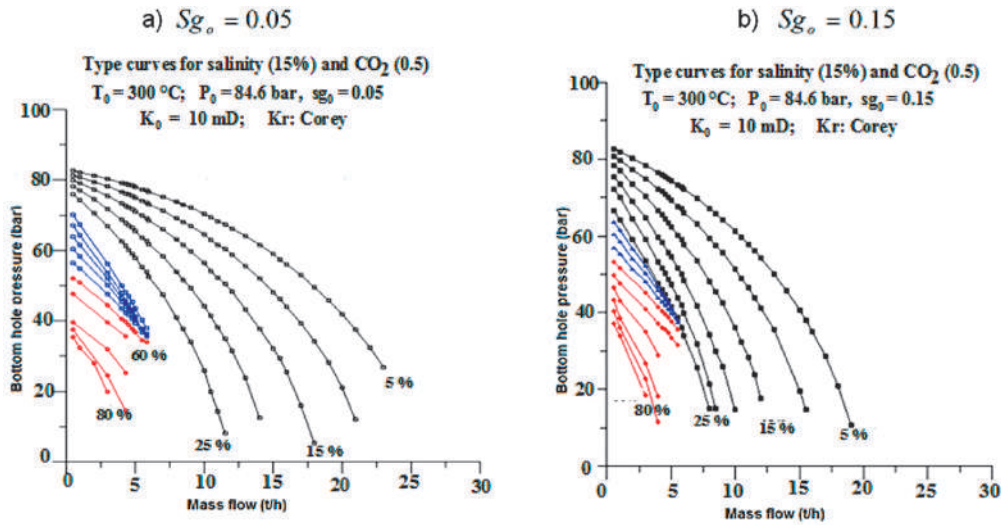 a) Sgₒ = 0.05
Type curves for salinity (15%) and CO₂ (0.5)
T₀ = 300 °C; P₀ = 84.6 bar, sg₀ = 0.05
K₀ = 10 mD; Kr: Corey
Bottom hole pressure (bar)
100
80
60
40
20
0
60 %
80 %
25 %
15 %
5 %
0 5 10 15 20 25 30
Mass flow (t/h)
b) Sgₒ = 0.15
Type curves for salinity (15%) and CO₂ (0.5)
T₀ = 300 °C; P₀ = 84.6 bar, sg₀ = 0.15
K₀ = 10 mD; Kr: Corey
Bottom hole pressure (bar)
100
80
60
40
20
0
80 %
25 %
15 %
5 %
0 5 10 15 20 25 30
Mass flow (t/h)